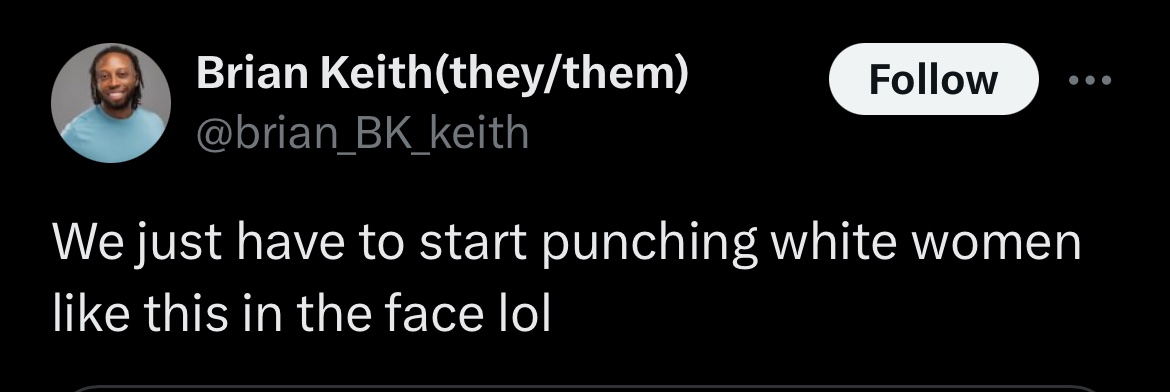 Brian Keith(they/them)
Follow
@brian_BK_keith
We just have to start punching white women
like this in the face lol